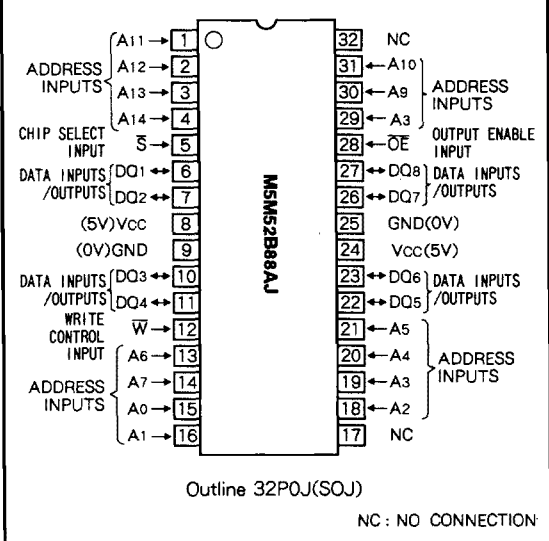 A11 1 32 NC
ADDRESS INPUTS A12 2 31 A10 ADDRESS INPUTS
A13 3 30 A9
A14 4 29 A3
CHIP SELECT INPUT S̅ 5 28 O̅E̅ OUTPUT ENABLE INPUT
DATA INPUTS /OUTPUTS DQ1 6 27 DQ8 DATA INPUTS /OUTPUTS
DQ2 7 26 DQ7
(5V)VCC 8 25 GND(0V)
(0V)GND 9 24 VCC(5V)
DATA INPUTS /OUTPUTS DQ3 10 23 DQ6 DATA INPUTS /OUTPUTS
DQ4 11 22 DQ5
WRITE CONTROL INPUT W̅ 12 21 A5
A6 13 20 A4 ADDRESS INPUTS
ADDRESS INPUTS A7 14 19 A3
A0 15 18 A2
A1 16 17 NC
M5M52B88AJ
Outline 32P0J(SOJ)
NC : NO CONNECTION